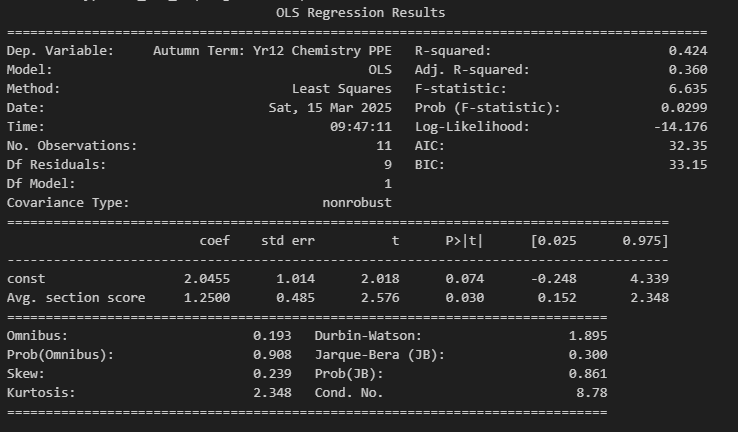 OLS Regression Results
==============================================================================
Dep. Variable: Autumn Term: Yr12 Chemistry PPE R-squared: 0.424
Model: OLS Adj. R-squared: 0.360
Method: Least Squares F-statistic: 6.635
Date: Sat, 15 Mar 2025 Prob (F-statistic): 0.0299
Time: 09:47:11 Log-Likelihood: -14.176
No. Observations: 11 AIC: 32.35
Df Residuals: 9 BIC: 33.15
Df Model: 1
Covariance Type: nonrobust
==============================================================================
coef std err t P>|t| [0.025 0.975]
------------------------------------------------------------------------------
const 2.0455 1.014 2.018 0.074 -0.248 4.339
Avg. section score 1.2500 0.485 2.576 0.030 0.152 2.348
==============================================================================
Omnibus: 0.193 Durbin-Watson: 1.895
Prob(Omnibus): 0.908 Jarque-Bera (JB): 0.300
Skew: 0.239 Prob(JB): 0.861
Kurtosis: 2.348 Cond. No. 8.78
==============================================================================